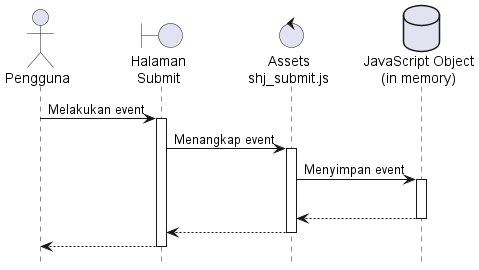 Pengguna
Halaman
Submit
Assets
shj_submit.js
JavaScript Object
(in memory)
Melakukan event
Menangkap event
Menyimpan event